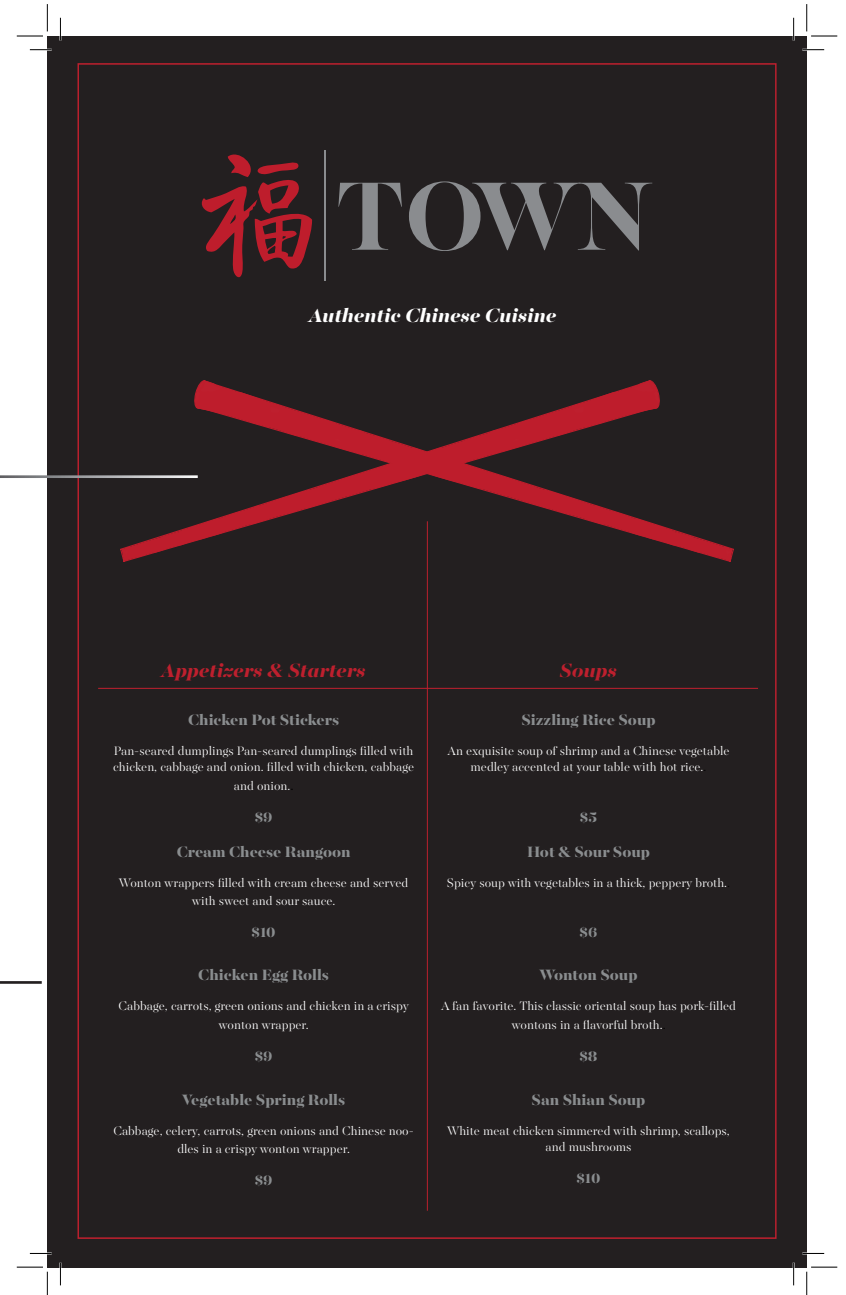 福 TOWN
Authentic Chinese Cuisine
Appetizers & Starters
Chicken Pot Stickers
Pan-seared dumplings Pan-seared dumplings filled with
chicken, cabbage and onion. filled with chicken, cabbage
and onion.
$9
Cream Cheese Rangoon
Wonton wrappers filled with cream cheese and served
with sweet and sour sauce.
$10
Chicken Egg Rolls
Cabbage, carrots, green onions and chicken in a crispy
wonton wrapper.
$9
Vegetable Spring Rolls
Cabbage, celery, carrots, green onions and Chinese noo-
dles in a crispy wonton wrapper.
$9
Soups
Sizzling Rice Soup
An exquisite soup of shrimp and a Chinese vegetable
medley accented at your table with hot rice.
$5
Hot & Sour Soup
Spicy soup with vegetables in a thick, peppery broth.
$6
Wonton Soup
A fan favorite. This classic oriental soup has pork-filled
wontons in a flavorful broth.
$8
San Shian Soup
White meat chicken simmered with shrimp, scallops,
and mushrooms
$10